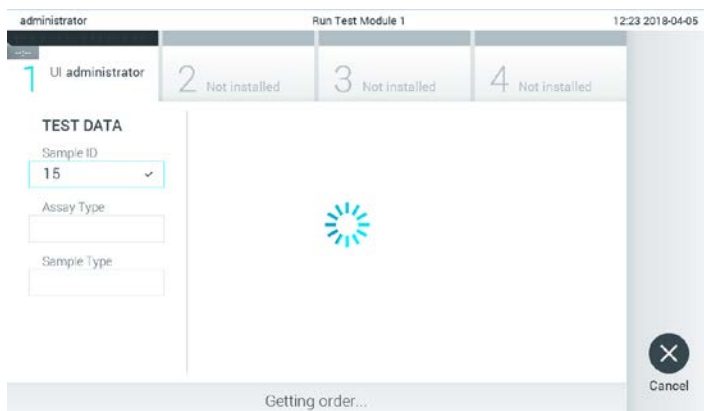 administrator Run Test Module 1 12:23 2018-04-05
1 UI administrator 2 Not installed 3 Not installed 4 Not installed
TEST DATA
Sample ID
15
Assay Type
Sample Type
Cancel
Getting order...